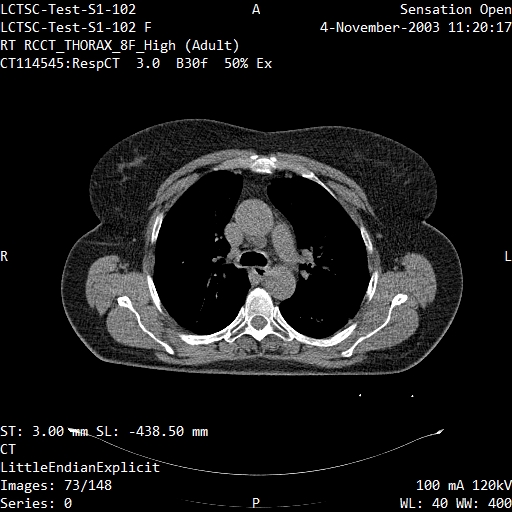 LCTSC-Test-S1-102
A
Sensation Open
LCTSC-Test-S1-102 F
4-November-2003 11:20:17
RT RCCT_THORAX_8F_High (Adult)
CT114545:RespCT 3.0 B30f 50% Ex
R
L
ST: 3.00 mm SL: -438.50 mm
CT
LittleEndianExplicit
Images: 73/148
100 mA 120kV
Series: 0
P
WL: 40 WW: 400